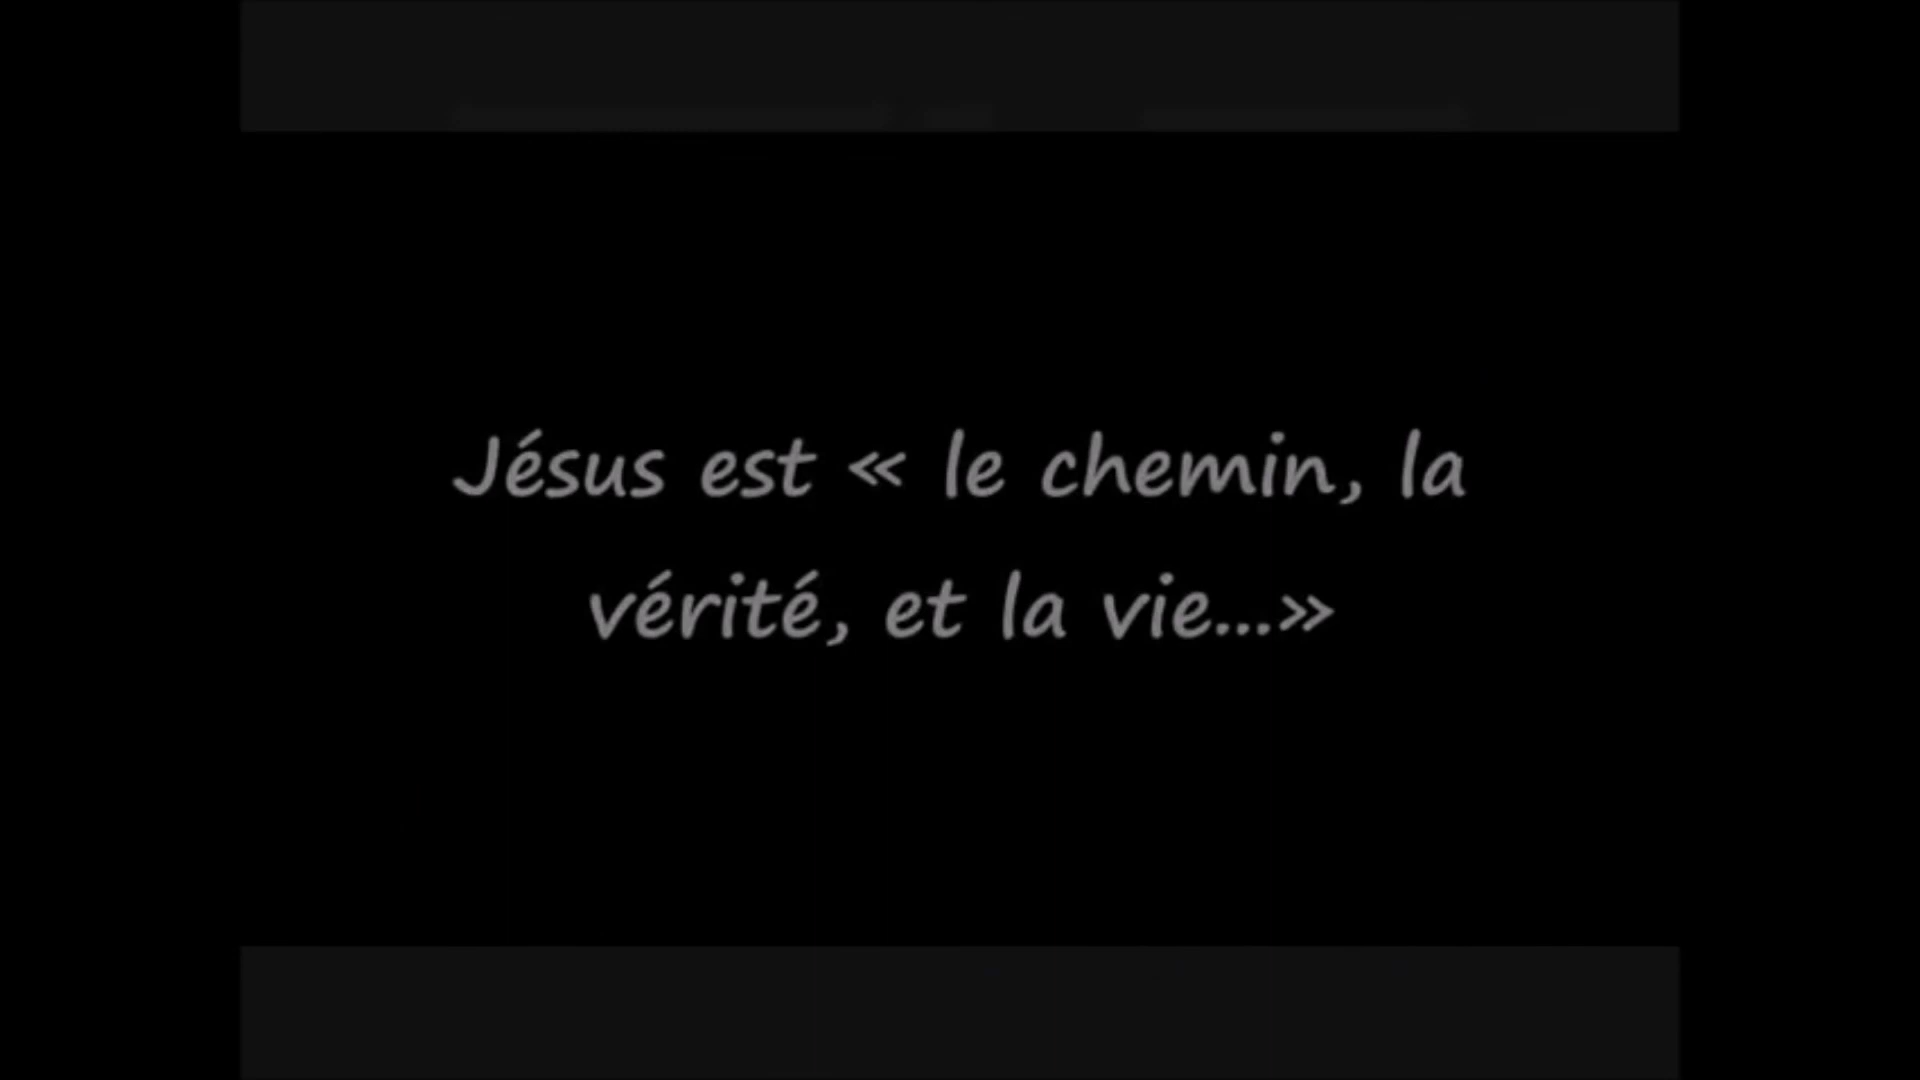 Jésus est « le chemin, la
vérité, et la vie...»